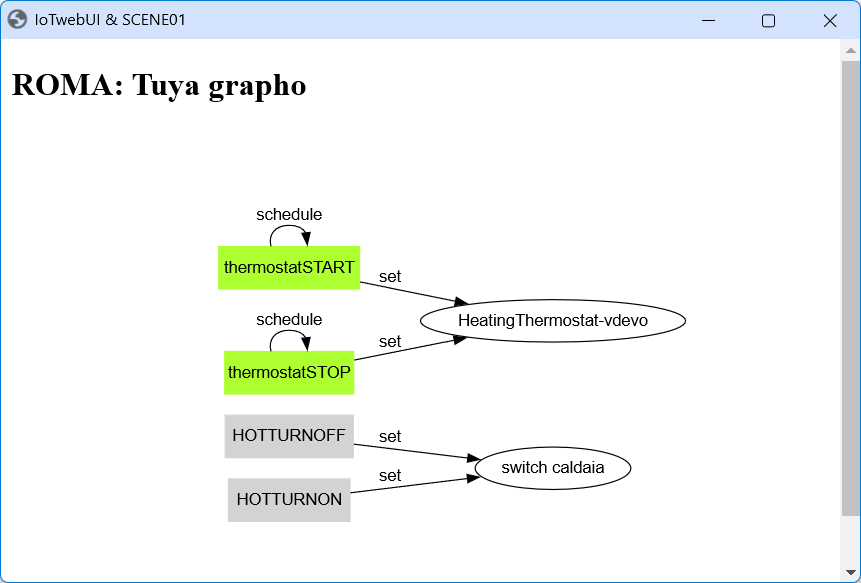 IoTwebUI & SCENE01
ROMA: Tuya grapho
schedule
thermostatSTART
set
HeatingThermostat-vdevo
schedule
thermostatSTOP
set
HOTTURNOFF
set
switch caldaia
HOTTURNON
set